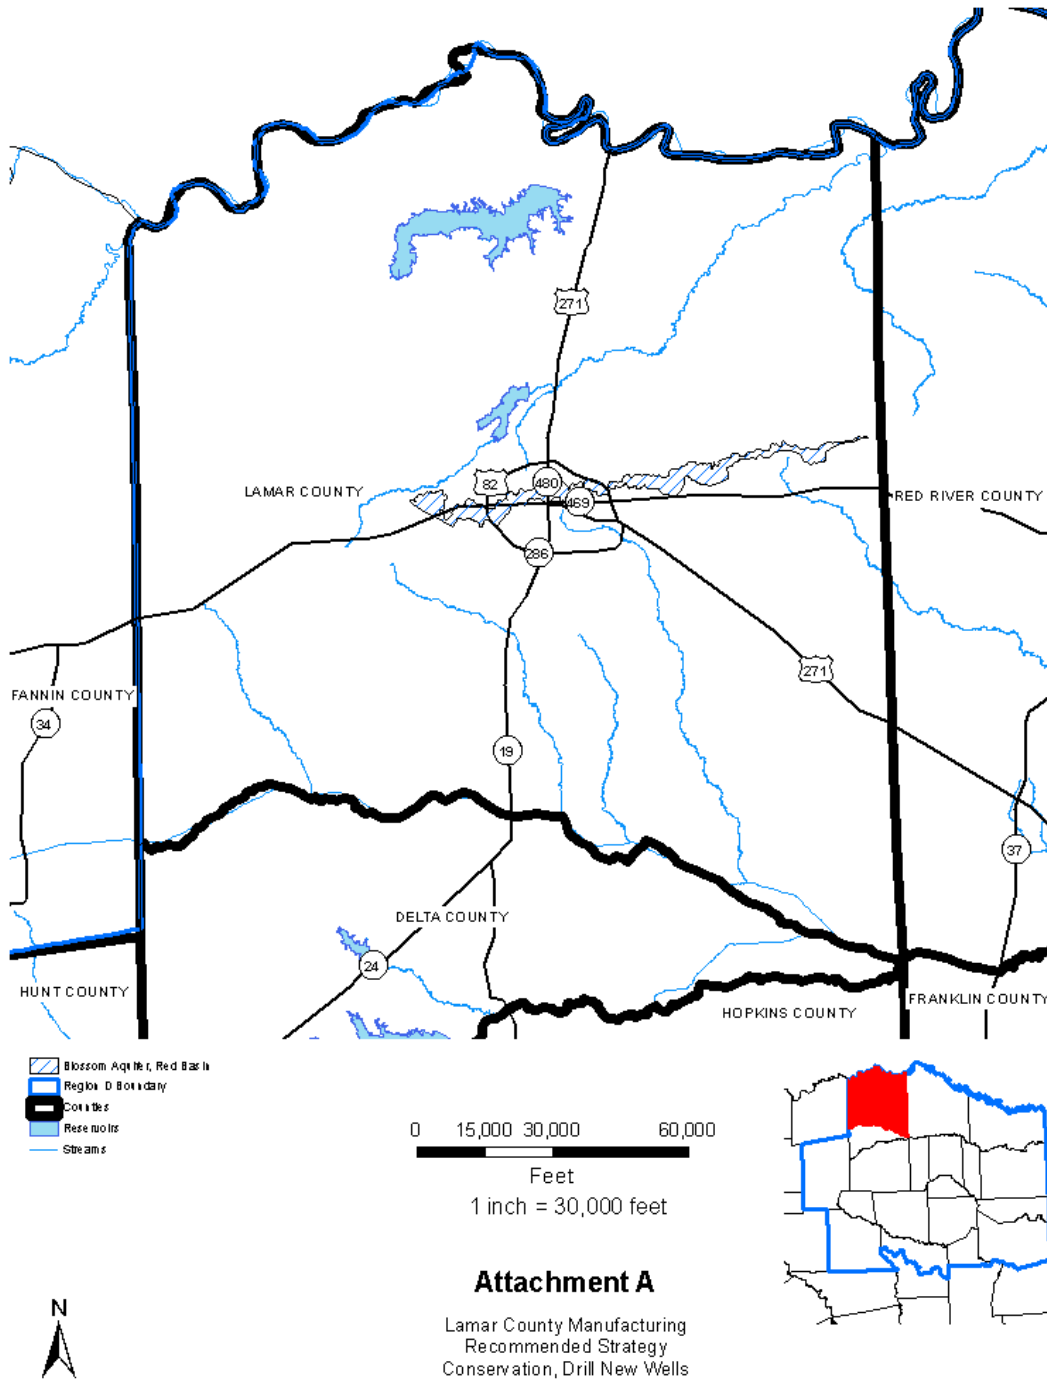 271
82
480
469
LAMAR COUNTY
RED RIVER COUNTY
286
271
FANNIN COUNTY
34
19
37
DELTA COUNTY
24
HUNT COUNTY
FRANKLIN COUNTY
HOPKINS COUNTY
Blossom Aquifer, Red Basin
Region D Boundary
Counties
Reservoirs
Streams
0 15,000 30,000 60,000
Feet
1 inch = 30,000 feet
Attachment A
N
Lamar County Manufacturing
Recommended Strategy
Conservation, Drill New Wells